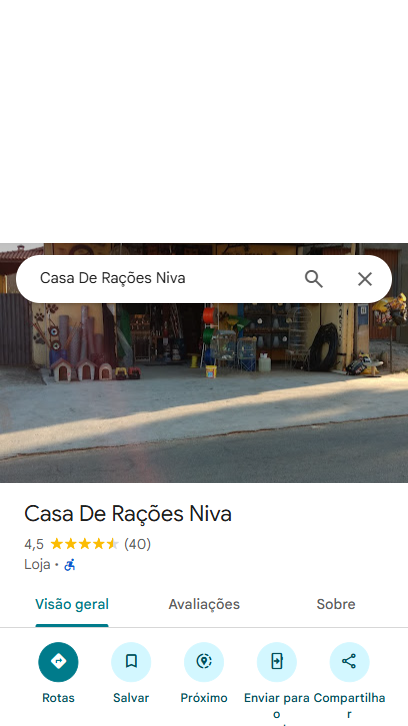 Casa De Rações Niva
Casa De Rações Niva
4,5 (40)
Loja ·
Visão geral Avaliações Sobre
Rotas Salvar Próximo Enviar para o Compartilhar